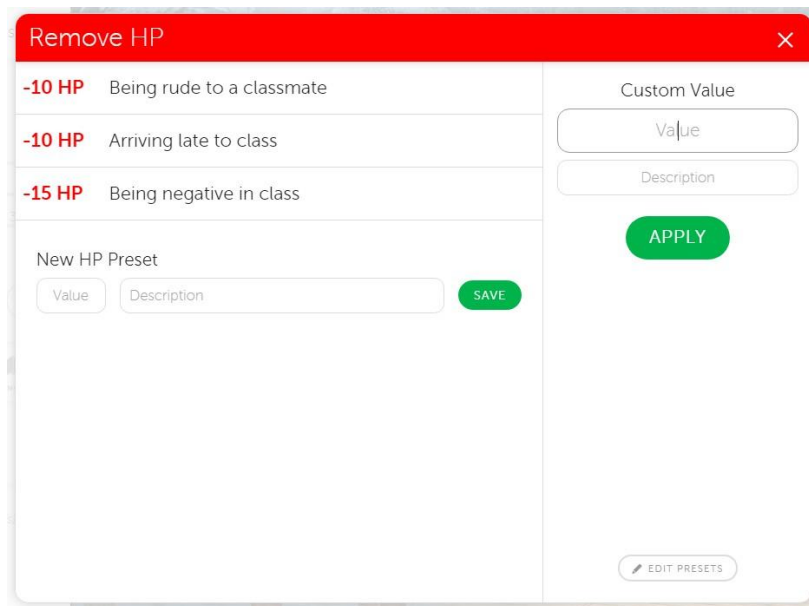 Remove HP
-10 HP Being rude to a classmate
-10 HP Arriving late to class
-15 HP Being negative in class
New HP Preset
Value Description SAVE
Custom Value
Value
Description
APPLY
EDIT PRESETS